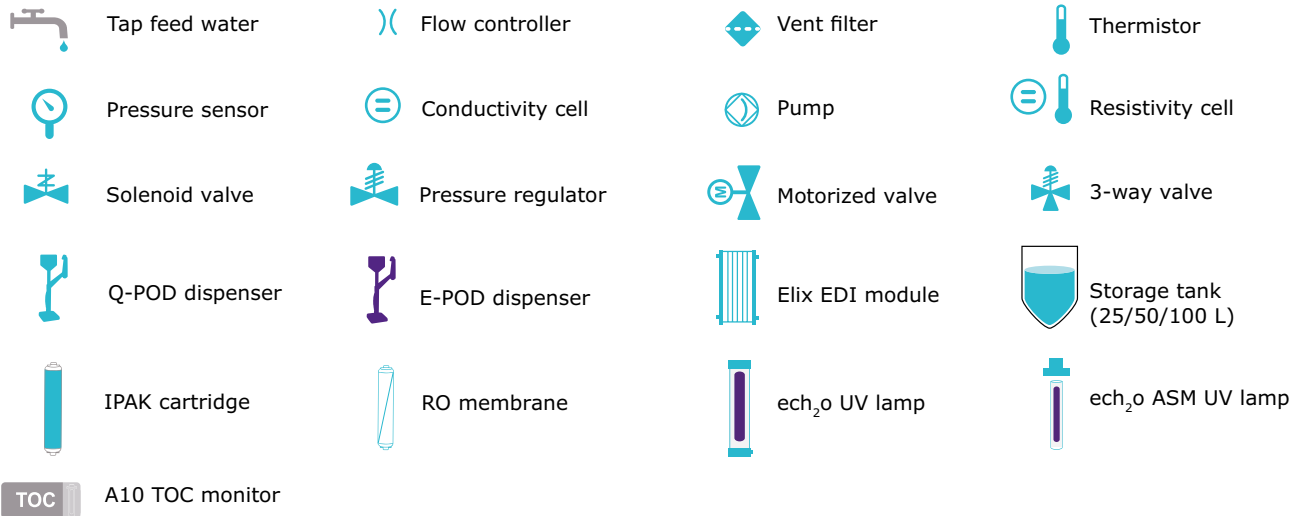 Tap feed water
Flow controller
Vent filter
Thermistor
Pressure sensor
Conductivity cell
Pump
Resistivity cell
Solenoid valve
Pressure regulator
M
Motorized valve
3-way valve
Q-POD dispenser
E-POD dispenser
Elix EDI module
Storage tank
(25/50/100 L)
IPAK cartridge
RO membrane
ech₂o UV lamp
ech₂o ASM UV lamp
TOC
A10 TOC monitor